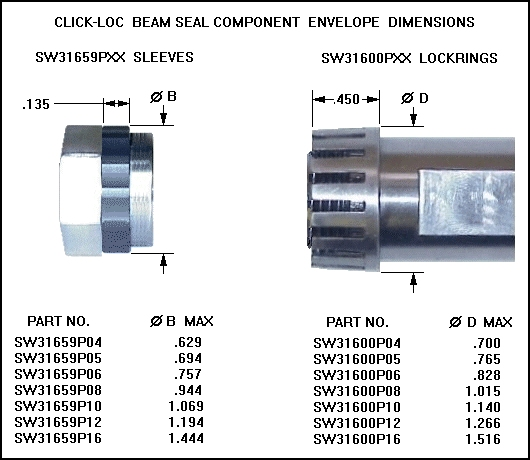 CLICK-LOC BEAM SEAL COMPONENT ENVELOPE DIMENSIONS
SW31659PXX SLEEVES
.135
Ø B
PART NO. Ø B MAX
SW31659P04 .629
SW31659P05 .694
SW31659P06 .757
SW31659P08 .944
SW31659P10 1.069
SW31659P12 1.194
SW31659P16 1.444
SW31600PXX LOCKRINGS
.450
Ø D
PART NO. Ø D MAX
SW31600P04 .700
SW31600P05 .765
SW31600P06 .828
SW31600P08 1.015
SW31600P10 1.140
SW31600P12 1.266
SW31600P16 1.516